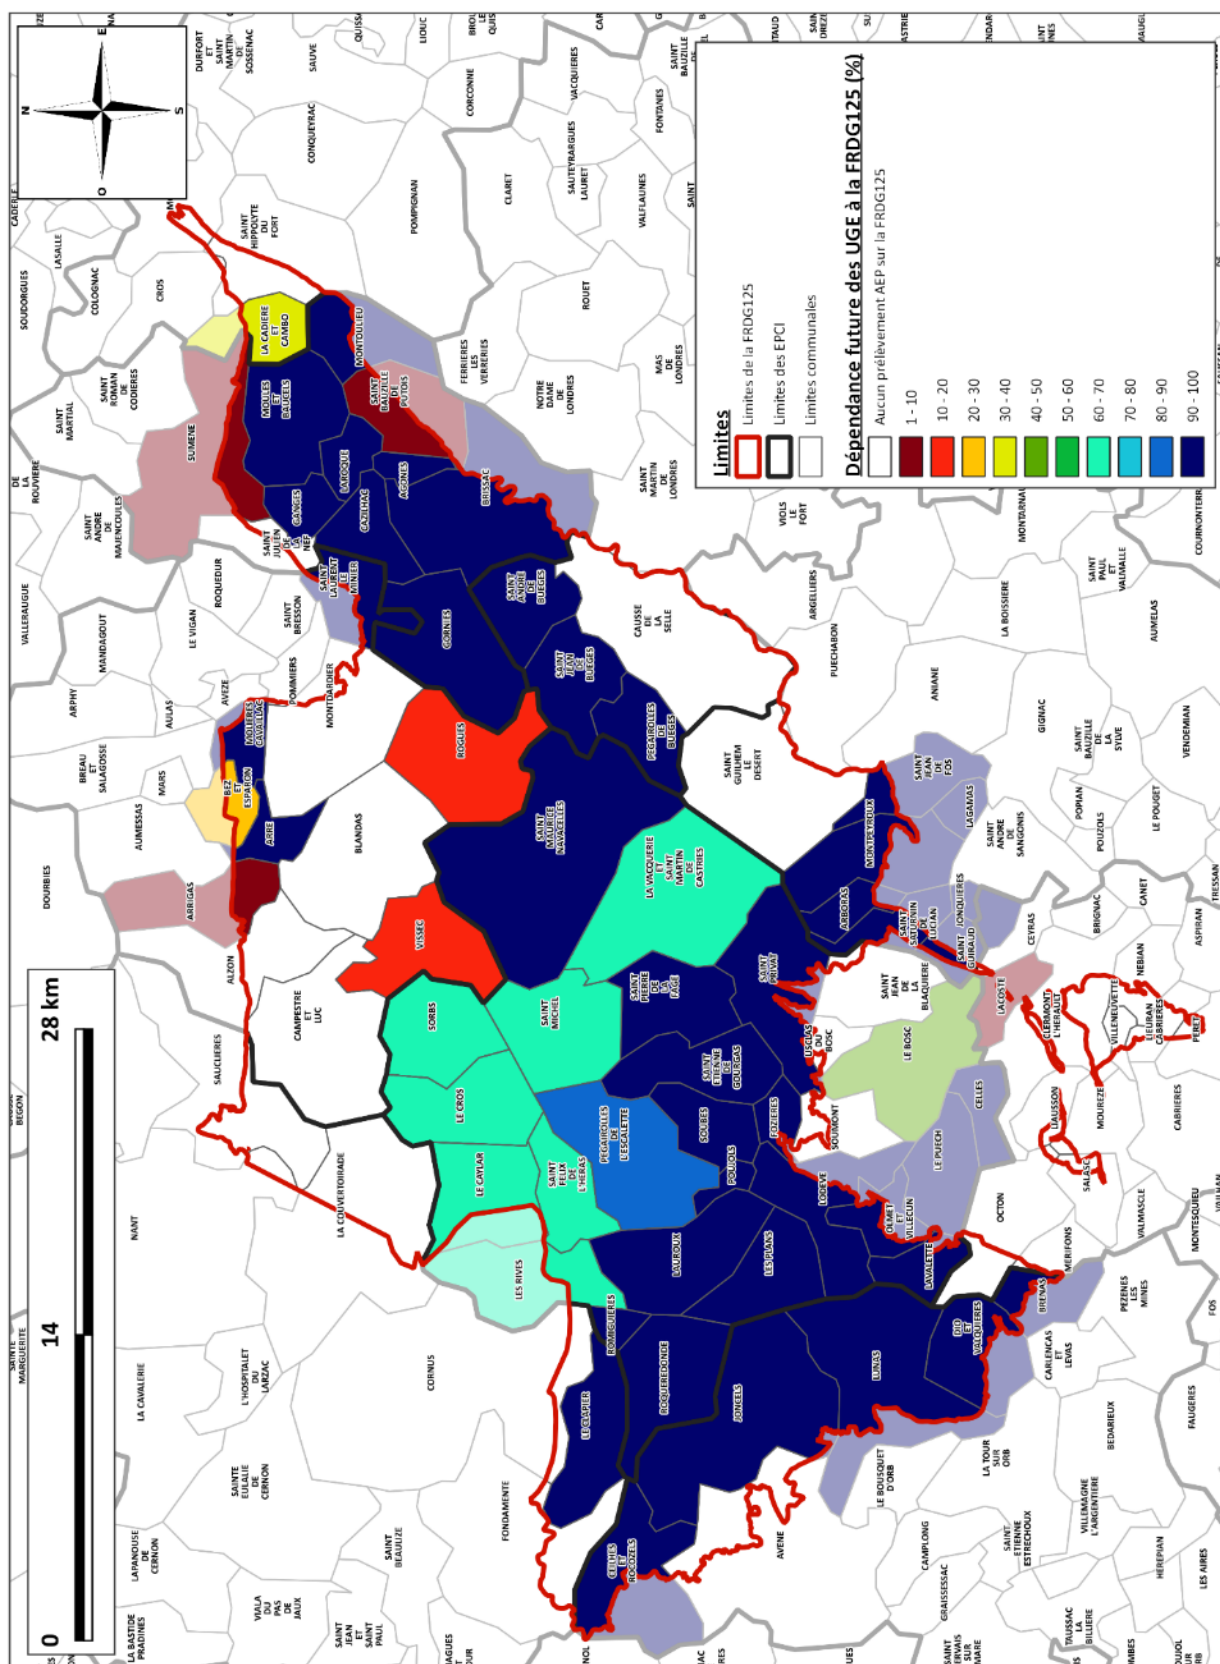 N
E
S
O
Limites
Limites de la FRDG125
Limites des EPCI
Limites communales
Dépendance future des UGE à la FRDG125 (%)
Aucun prélèvement AEP sur la FRDG125
1 - 10
10 - 20
20 - 30
30 - 40
40 - 50
50 - 60
60 - 70
70 - 80
80 - 90
90 - 100
0
14
28 km
DURFORT
ET
SAINT
MARTIN
DE
SOSSENAC
SAUVE
LIOUC
CORCONNE
CONQUEYRAC
VACQUIERES
FONTANES
SAUTEYRARGUES
LAURET
CLARET
VALFLAUNES
POMPIGNAN
SAINT
HIPPOLYTE
DU
FORT
CROS
LASALLE
COLOGNAC
SOUDORGUES
LA CADIERE
ET
CAMBO
MONTOULIEU
FERRIERES
LES
VERRERIES
ROUET
MAS
DE
LONDRES
NOTRE
DAME
DE
LONDRES
SAINT
MARTIN
DE
LONDRES
VIOLS
LE
FORT
SAINT
MARTIAL
SAINT
ROMAN
DE
CODIERES
SUMENE
SAINT
ANDRE
DE
MAJENCOULES
MOULES
ET
BAUCELS
SAINT
BAUZILLE
DE
PUTOIS
LAROQUE
GANGES
CAZILHAC
AGONES
BRISSAC
SAINT
JULIEN
DE
LA
NEF
SAINT
LAURENT
LE
MINIER
SAINT
BRESSON
ROQUEDUR
LE VIGAN
MANDAGOUT
VALLERAUGUE
ARPHY
AULAS
AVEZE
POMMIERS
MONTDARDIER
MOLIERES
CAVAILLAC
BREAU
ET
SALAGOSSE
MARS
AUMESSAS
BEZ
ET
ESPARON
ARRE
BLANDAS
ROGUES
GORNIES
SAINT
ANDRE
DE
BUEGES
SAINT
JEAN
DE
BUEGES
PEGAIROLLES
DE
BUEGES
CAUSSE
DE
LA
SELLE
SAINT
GUILHEM
LE
DESERT
ARGELLIERS
PUECHABON
LA BOISSIERE
SAINT
PAUL
ET
VALMALLE
AUMELAS
COURNONTERR
ANIANE
GIGNAC
SAINT
BAUZILLE
DE
LA
SYLVE
VENDEMIAN
POPIAN
POUZOLS
LE POUGET
SAINT
JEAN
DE
FOS
LAGAMAS
SAINT
ANDRE
DE
SANGONIS
MONTPEYROUX
ARBORAS
JONQUIERES
SAINT
SATURNIN
DE
LUCIAN
SAINT
GUIRAUD
CEYRAS
BRIGNAC
CANET
TRESSAN
ASPIRAN
NEBIAN
LACOSTE
CLERMONT
L'HERAULT
VILLENEUVETTE
LIEURAN
CABRIERES
PERET
SAINT
JEAN
DE
LA
BLAQUIERE
LE BOSC
USCLAS
DU
BOSC
SAINT
PRIVAT
SOUMONT
CELLES
LE PUECH
LIAUSSON
MOUREZE
CABRIERES
SALASC
OCTON
MERIFONS
VALMASCLE
MONTESQUIEU
DOURBIES
ARRIGAS
ALZON
SAUCLIERES
CAMPESTRE
ET
LUC
VISSEC
SAINT
MAURICE
NAVACELLES
LA VACQUERIE
ET
SAINT
MARTIN
DE
CASTRIES
SORBS
SAINT
MICHEL
SAINT
PIERRE
DE
LA
FAGE
SAINT
ETIENNE
DE
GOURGAS
LE CROS
LE CAYLAR
SAINT
FELIX
DE
L'HERAS
PEGAIROLLES
DE
L'ESCALETTE
SOUBES
FOZIERES
POUJOLS
LODEVE
OLMET
ET
VILLECUN
LAVALETTE
LES PLANS
LAUROUX
LES RIVES
ROMIGUIERES
ROQUEREDONDE
LE CLAPIER
JONCELS
LUNAS
DIO
ET
VALQUIERES
BRENAS
PEZENES
LES
MINES
CARLENCAS
ET
LEVAS
FAUGERES
FOS
BEDARIEUX
LA TOUR
SUR
ORB
LE BOUSQUET
D'ORB
AVENE
CEILHES
ET
ROCOZELS
CAMPLONG
GRAISSESSAC
SAINT
ETIENNE
ESTRECHOUX
VILLEMAGNE
L'ARGENTIERE
HEREPIAN
LES AIRES
TAUSSAC
LA
BILLIERE
NANT
LA COUVERTOIRADE
CORNUS
LA CAVALERIE
L'HOSPITALET
DU
LARZAC
SAINTE
EULALIE
DE
CERNON
LAPANOUSE
DE
CERNON
FONDAMENTE
SAINT
BEAULIZE
VIALA
DU
PAS
DE
JAUX
SAINT
JEAN
ET
SAINT
PAUL
LA BASTIDE
PRADINES
MARGUERITE
BEGON